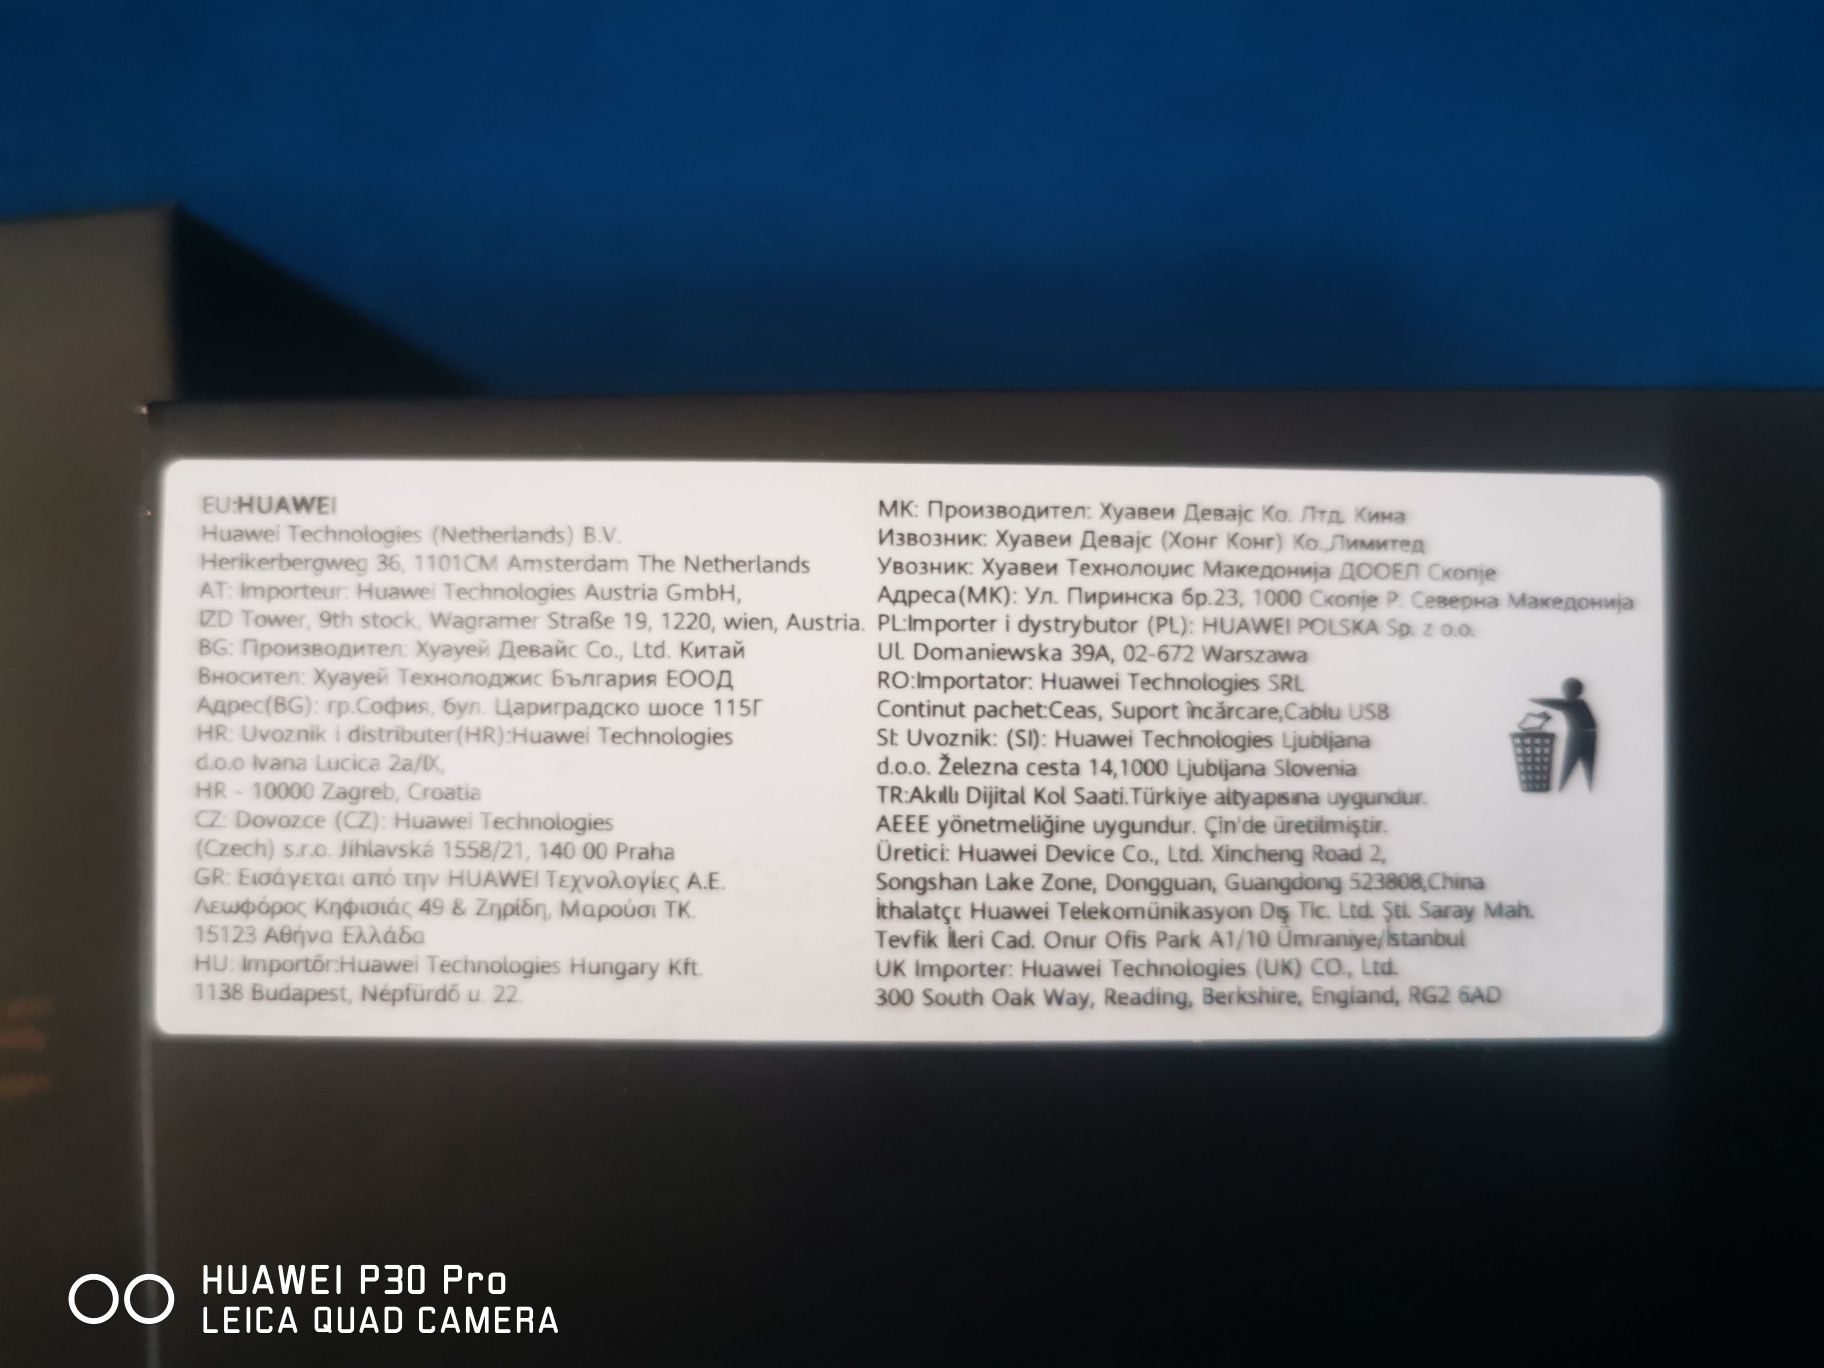 EU:HUAWEI
Huawei Technologies (Netherlands) B.V.
Herikerbergweg 36, 1101CM Amsterdam The Netherlands
AT: Importeur: Huawei Technologies Austria GmbH,
IZD Tower, 9th stock, Wagramer Straße 19, 1220, wien, Austria.
BG: Производител: Хуауей Девайс Co., Ltd. Китай
Вносител: Хуауей Технолоджис България ЕООД
Адрес(BG): гр.София, бул. Цариградско шосе 115Г
HR: Uvoznik i distributer(HR):Huawei Technologies
d.o.o Ivana Lucica 2a/IX,
HR - 10000 Zagreb, Croatia
CZ: Dovozce (CZ): Huawei Technologies
(Czech) s.r.o. Jihlavská 1558/21, 140 00 Praha
GR: Εισάγεται από την HUAWEI Τεχνολογίες Α.Ε.
Λεωφόρος Κηφισιάς 49 & Ζηρίδη, Μαρούσι ΤΚ.
15123 Αθήνα Ελλάδα
HU: Importőr:Huawei Technologies Hungary Kft.
1138 Budapest, Népfürdő u. 22.
MK: Производител: Хуавеи Девајс Ко. Лтд. Кина
Извозник: Хуавеи Девајс (Хонг Конг) Ко.,Лимитед
Увозник: Хуавеи Технолоџис Македонија ДООЕЛ Скопје
Адреса(МК): Ул. Пиринска бр.23, 1000 Скопје Р. Северна Македонија
PL:Importer i dystrybutor (PL): HUAWEI POLSKA Sp. z o.o.
Ul. Domaniewska 39A, 02-672 Warszawa
RO:Importator: Huawei Technologies SRL
Continut pachet:Ceas, Suport încărcare,Cablu USB
SI: Uvoznik: (SI): Huawei Technologies Ljubljana
d.o.o. Železna cesta 14,1000 Ljubljana Slovenia
TR:Akıllı Dijital Kol Saati.Türkiye altyapısına uygundur.
AEEE yönetmeliğine uygundur. Çin'de üretilmiştir.
Üretici: Huawei Device Co., Ltd. Xincheng Road 2,
Songshan Lake Zone, Dongguan, Guangdong 523808,China
İthalatçı: Huawei Telekomünikasyon Dış Tic. Ltd. Şti. Saray Mah.
Tevfik İleri Cad. Onur Ofis Park A1/10 Ümraniye/İstanbul
UK Importer: Huawei Technologies (UK) CO., Ltd.
300 South Oak Way, Reading, Berkshire, England, RG2 6AD
HUAWEI P30 Pro
LEICA QUAD CAMERA